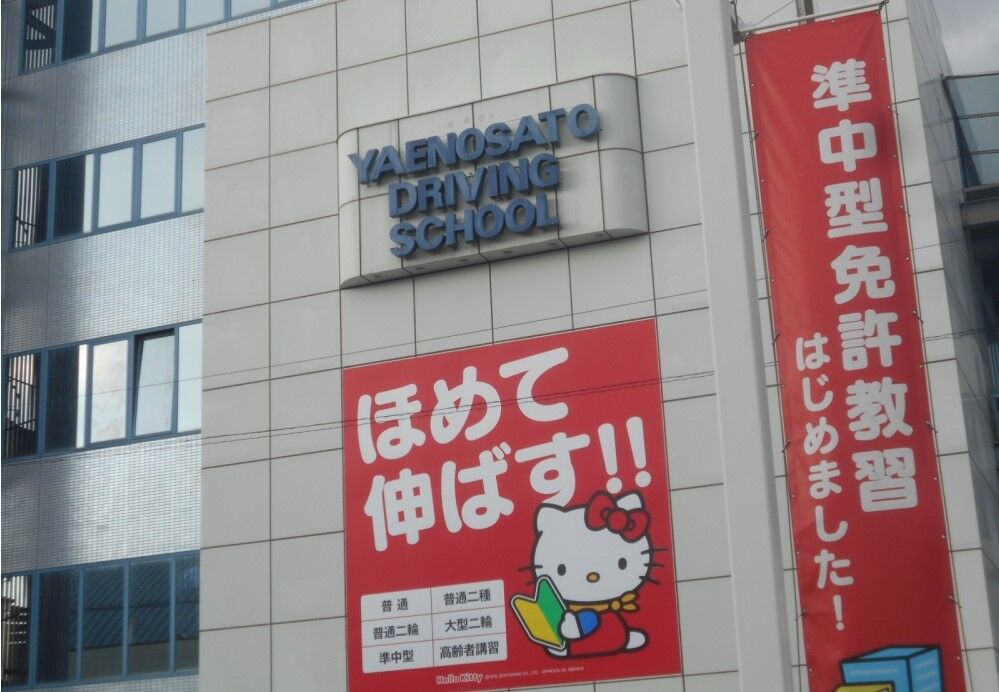 YAENOSATO
DRIVING
SCHOOL
ほめて
伸ばす!!
普通
普通二種
普通二輪
大型二輪
準中型
高齢者講習
Hello Kitty
準中型免許教習
はじめました!